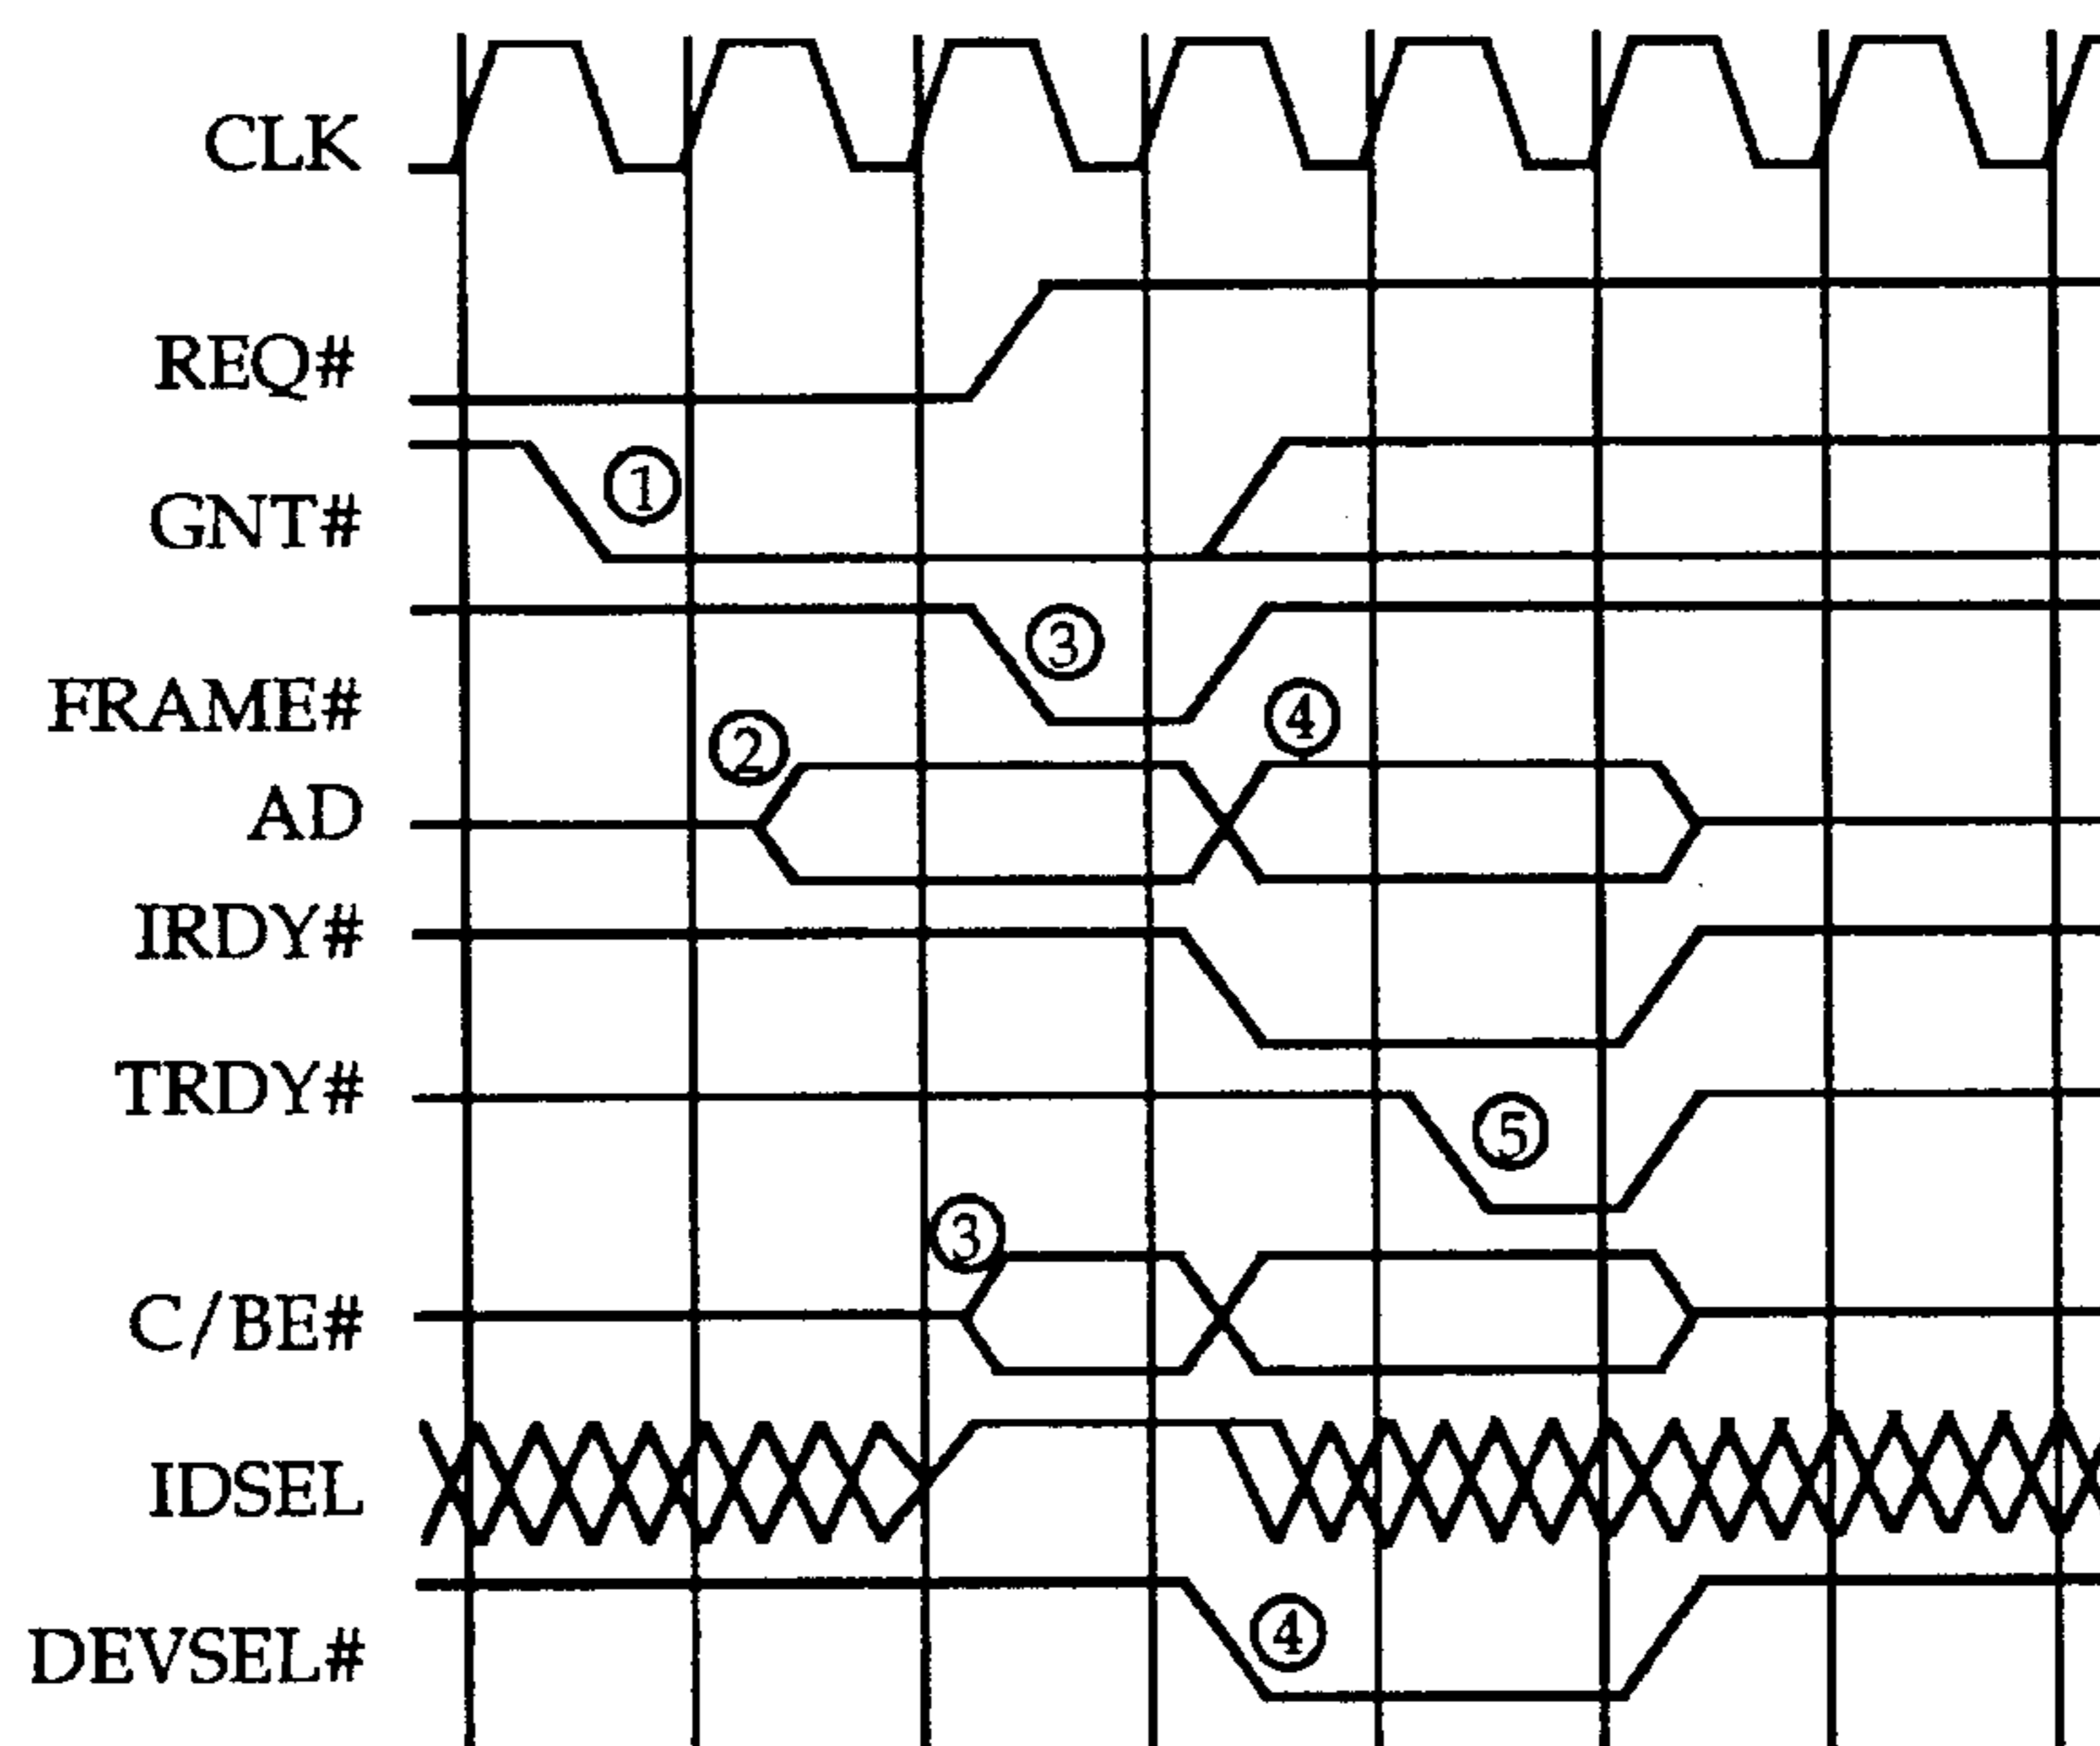 CLK
REQ#
GNT#
①
FRAME#
③
②
④
AD
IRDY#
TRDY#
⑤
③
C/BE#
IDSEL
DEVSEL#
④